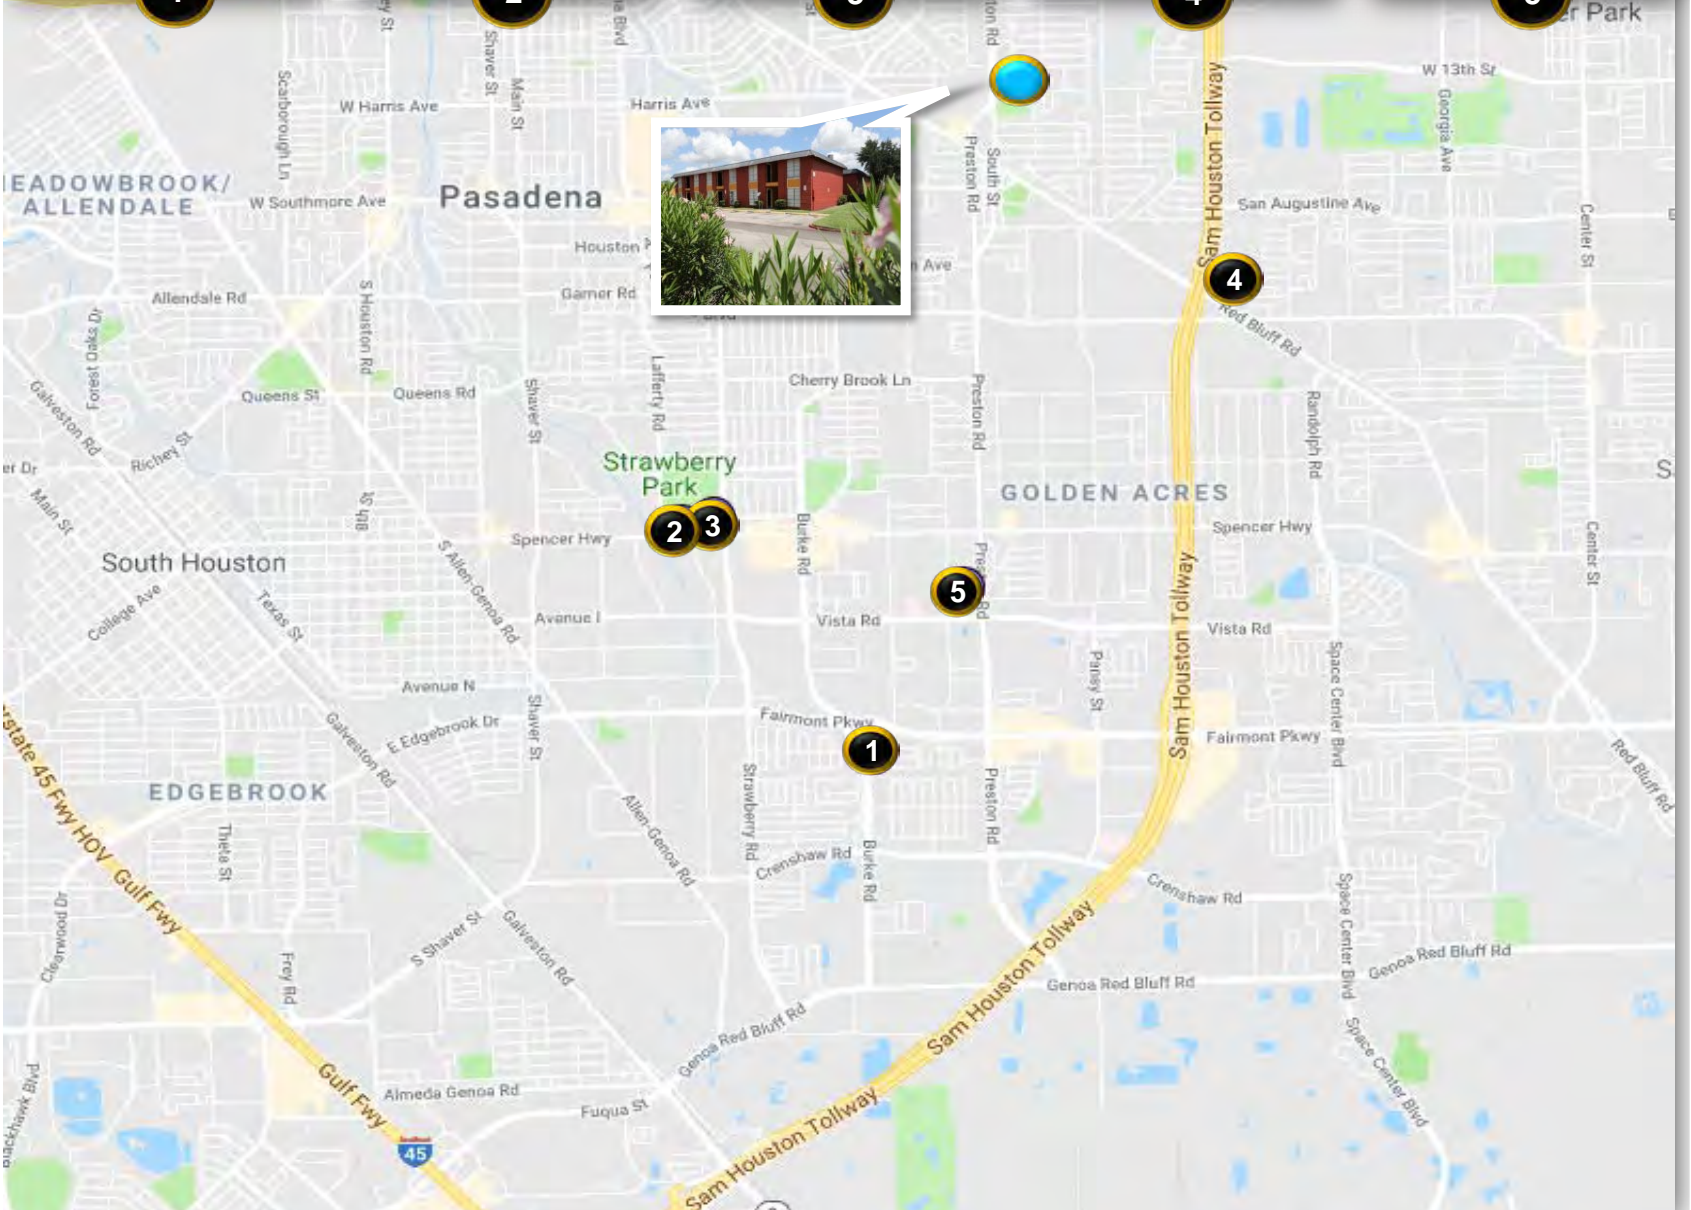 er Park
Shaver St
Main St
Scarborough Ln
W Harris Ave
Harris Ave
W 13th St
Georgia Ave
Sam Houston Tollway
South St
Preston Rd
ALLENDALE
Pasadena
W Southmore Ave
San Augustine Ave
Center St
Houston
Ave
Allendale Rd
Garner Rd
4
S Houston Rd
Forest Oaks Dr
Red Bluff Rd
Lafferty Rd
Cherry Brook Ln
Queens St
Queens Rd
Shaver St
Preston Rd
Randolph Rd
Galveston Rd
Richey St
er Dr
Main St
8th St
Strawberry
Park
GOLDEN ACRES
2
3
Spencer Hwy
Burke Rd
Spencer Hwy
Center St
South Houston
S Allen-Genoa Rd
College Ave
Texas St
5
Rd
Avenue I
Vista Rd
Vista Rd
Sam Houston Tollway
Pansy St
Space Center Blvd
Avenue N
Shaver St
E Edgebrook Dr
Galveston Rd
Fairmont Pkwy
1
Fairmont Pkwy
Red Bluff Rd
EDGEBROOK
Strawberry Rd
Preston Rd
Allen-Genoa Rd
rstate 45 Fwy HOV
Theta St
Crenshaw Rd
Burke Rd
Crenshaw Rd
Space Center Blvd
Gulf Fwy
Clearwood Dr
S Shaver St
Galveston Rd
Frey Rd
Sam Houston Tollway
Genoa Red Bluff Rd
Genoa Red Bluff Rd
Genoa Red Bluff Rd
Space Center Blvd
Gulf Fwy
Almeda Genoa Rd
Fuqua St
Sam Houston Tollway
45